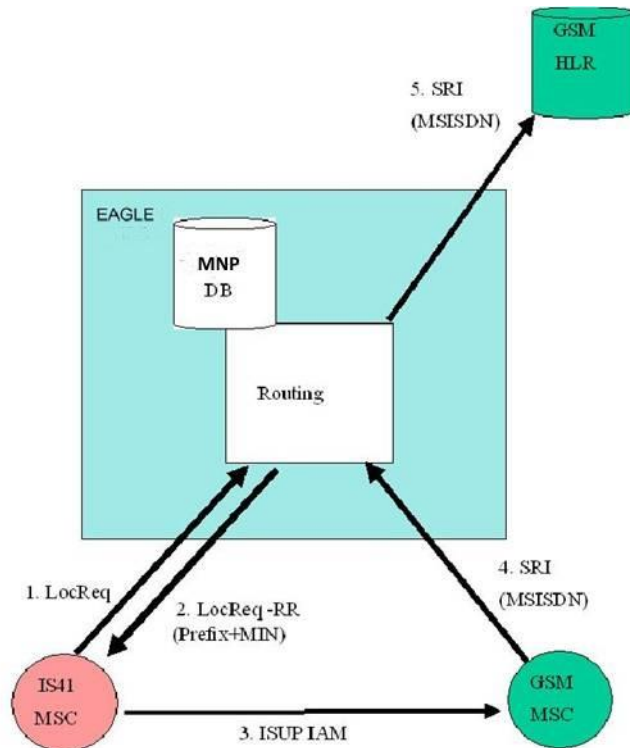 GSM
HLR
5. SRI
(MSISDN)
EAGLE
MNP
DB
Routing
1. LocReq
2. LocReq -RR
(Prefix+MIN)
4. SRI
(MSISDN)
IS41
MSC
3. ISUP IAM
GSM
MSC